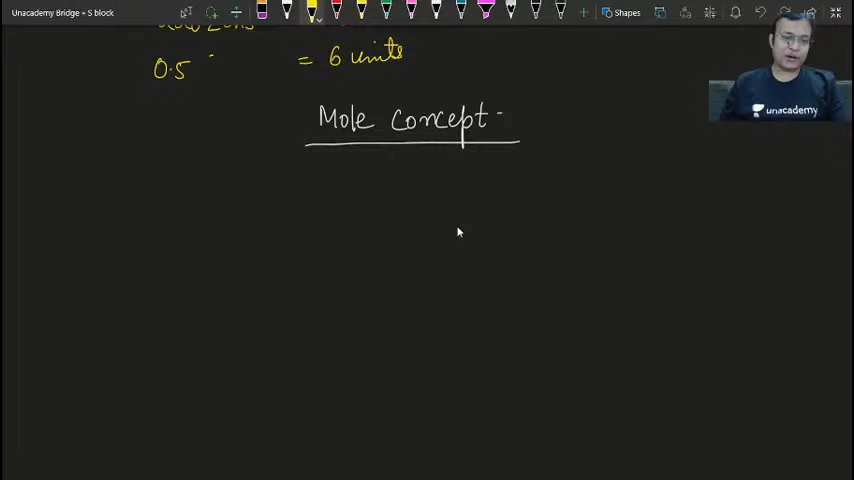 Unacademy Bridge + S block
Shapes
0.5 = 6 units
Mole concept -
unacademy